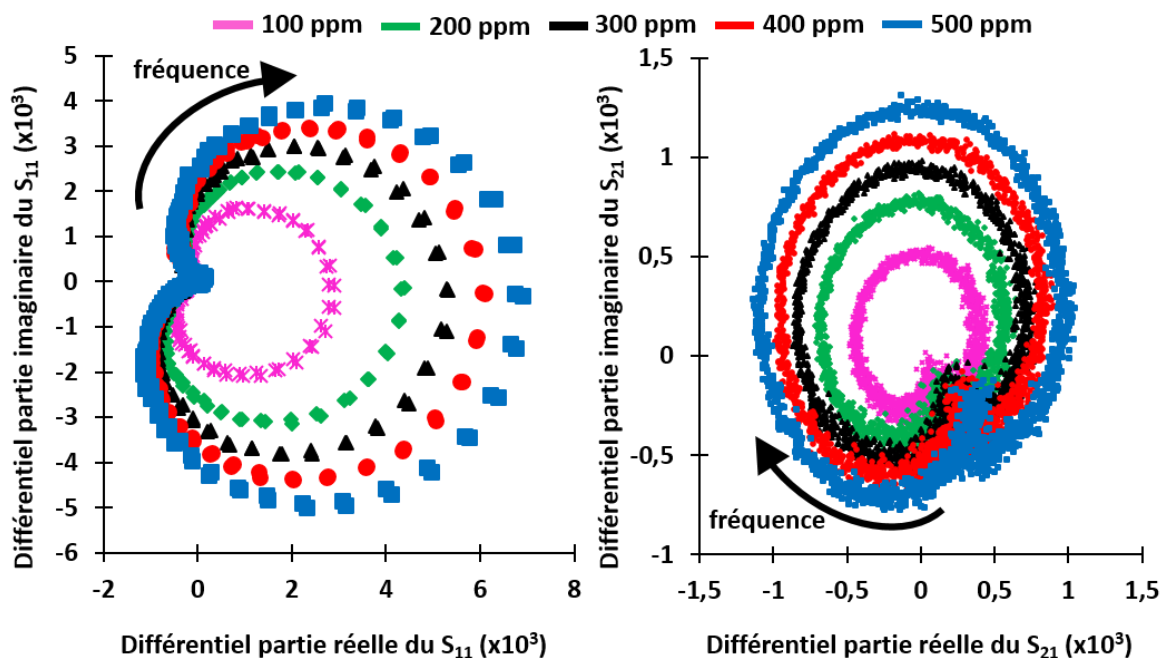 100 ppm 200 ppm 300 ppm 400 ppm 500 ppm
Différentiel partie imaginaire du S11 (x10³)
5
4
3
2
1
0
-1
-2
-3
-4
-5
-6
fréquence
-2 0 2 4 6 8
Différentiel partie réelle du S11 (x10³)
Différentiel partie imaginaire du S21 (x10³)
1,5
1
0,5
0
-0,5
-1
fréquence
-1,5 -1 -0,5 0 0,5 1 1,5
Différentiel partie réelle du S21 (x10³)